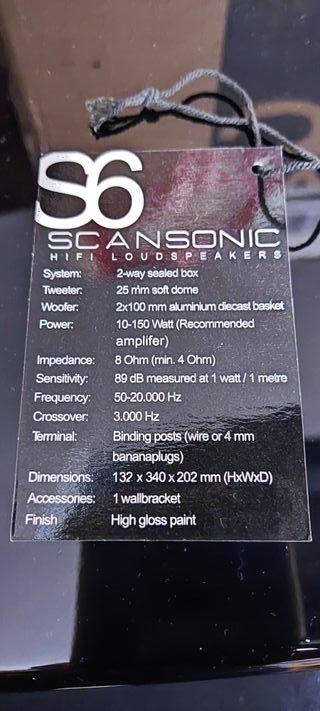 S6
SCANSONIC
HIFI LOUDSPEAKERS
System: 2-way sealed box
Tweeter: 25 mm soft dome
Woofer: 2x100 mm aluminium diecast basket
Power: 10-150 Watt (Recommended
amplifer)
Impedance: 8 Ohm (min. 4 Ohm)
Sensitivity: 89 dB measured at 1 watt / 1 metre
Frequency: 50-20.000 Hz
Crossover: 3.000 Hz
Terminal: Binding posts (wire or 4 mm
bananaplugs)
Dimensions: 132 x 340 x 202 mm (HxWxD)
Accessories: 1 wallbracket
Finish High gloss paint